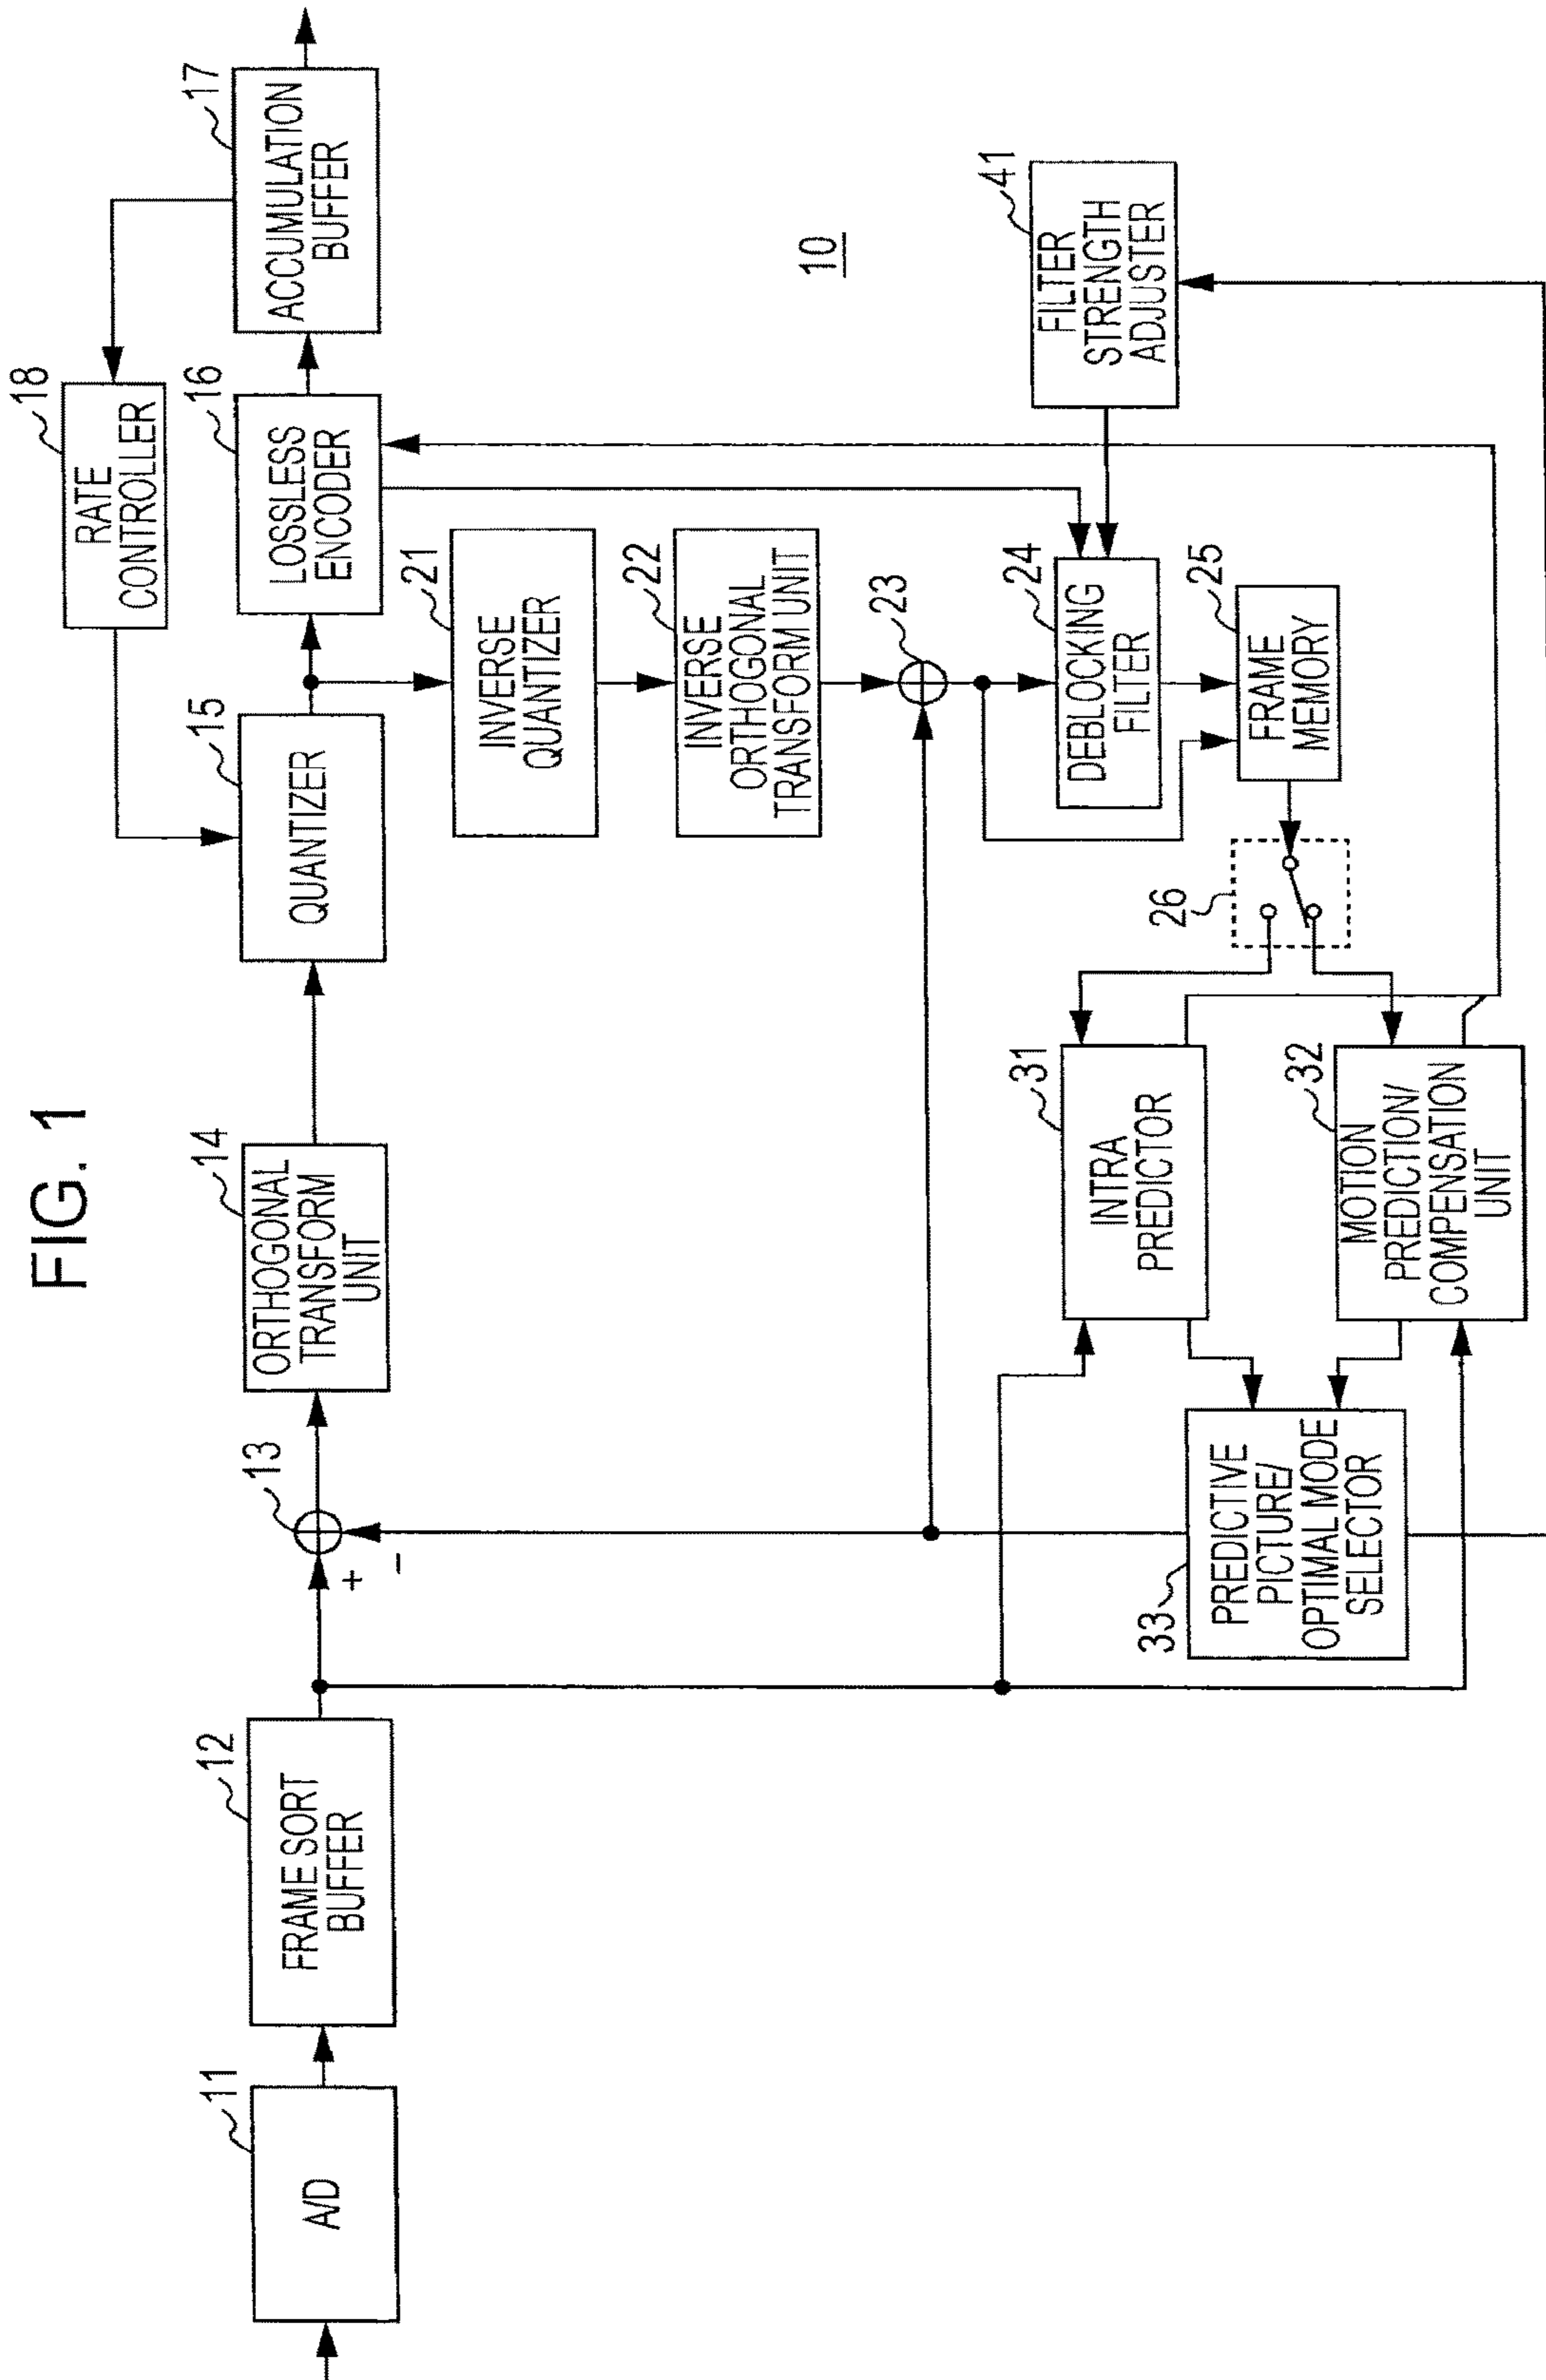 FIG. 1
10
11
A/D
12
FRAME SORT
BUFFER
13
+
−
14
ORTHOGONAL
TRANSFORM
UNIT
15
QUANTIZER
16
LOSSLESS
ENCODER
17
ACCUMULATION
BUFFER
18
RATE
CONTROLLER
21
INVERSE
QUANTIZER
22
INVERSE
ORTHOGONAL
TRANSFORM UNIT
23
24
DEBLOCKING
FILTER
25
FRAME
MEMORY
26
41
FILTER
STRENGTH
ADJUSTER
31
INTRA
PREDICTOR
32
MOTION
PREDICTION/
COMPENSATION
UNIT
33
PREDICTIVE
PICTURE/
OPTIMAL MODE
SELECTOR